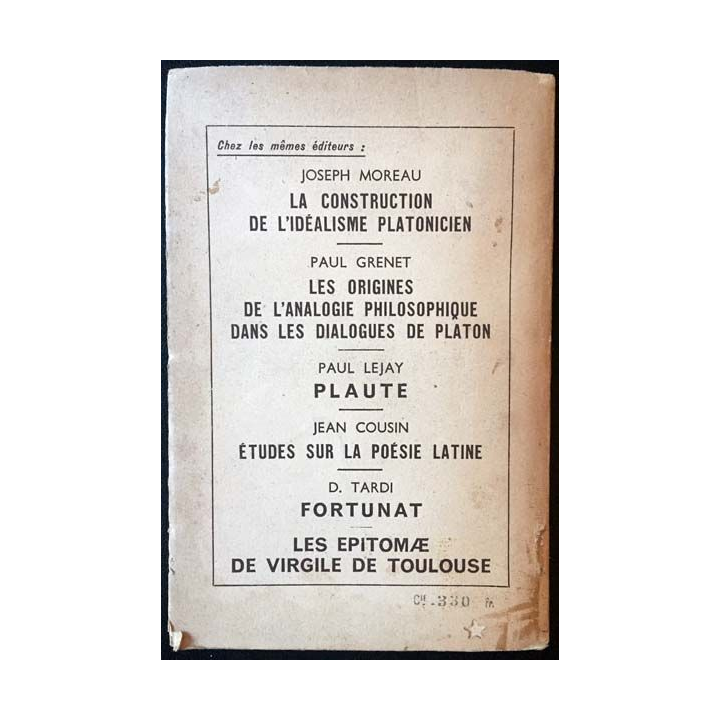 Chez les mêmes éditeurs :
JOSEPH MOREAU
LA CONSTRUCTION
DE L'IDÉALISME PLATONICIEN
PAUL GRENET
LES ORIGINES
DE L'ANALOGIE PHILOSOPHIQUE
DANS LES DIALOGUES DE PLATON
PAUL LEJAY
PLAUTE
JEAN COUSIN
ÉTUDES SUR LA POÉSIE LATINE
D. TARDI
FORTUNAT
LES EPITOMÆ
DE VIRGILE DE TOULOUSE
330 fr.